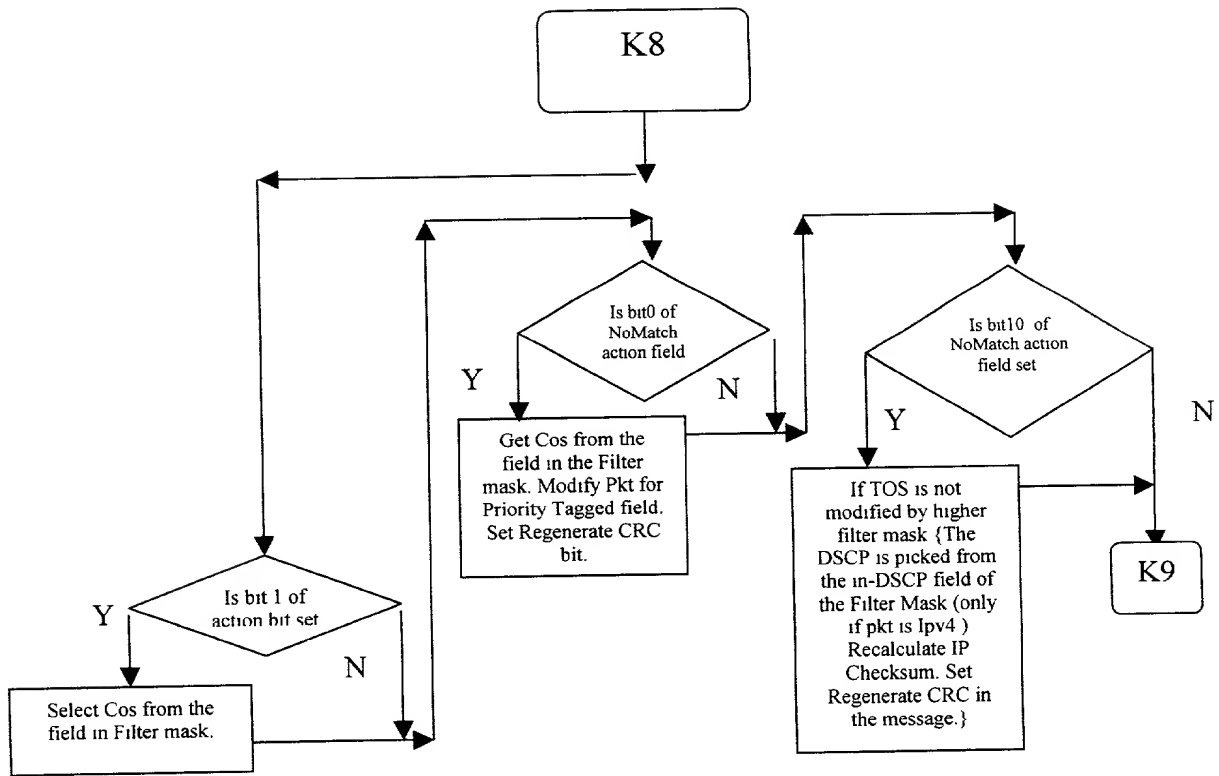 K8
Is bit 1 of
action bit set
Y
N
Select Cos from the
field in Filter mask.
Is bit0 of
NoMatch
action field
Y
N
Get Cos from the
field in the Filter
mask. Modify Pkt for
Priority Tagged field.
Set Regenerate CRC
bit.
Is bit10 of
NoMatch action
field set
Y
N
If TOS is not
modified by higher
filter mask {The
DSCP is picked from
the in-DSCP field of
the Filter Mask (only
if pkt is Ipv4 )
Recalculate IP
Checksum. Set
Regenerate CRC in
the message.}
K9